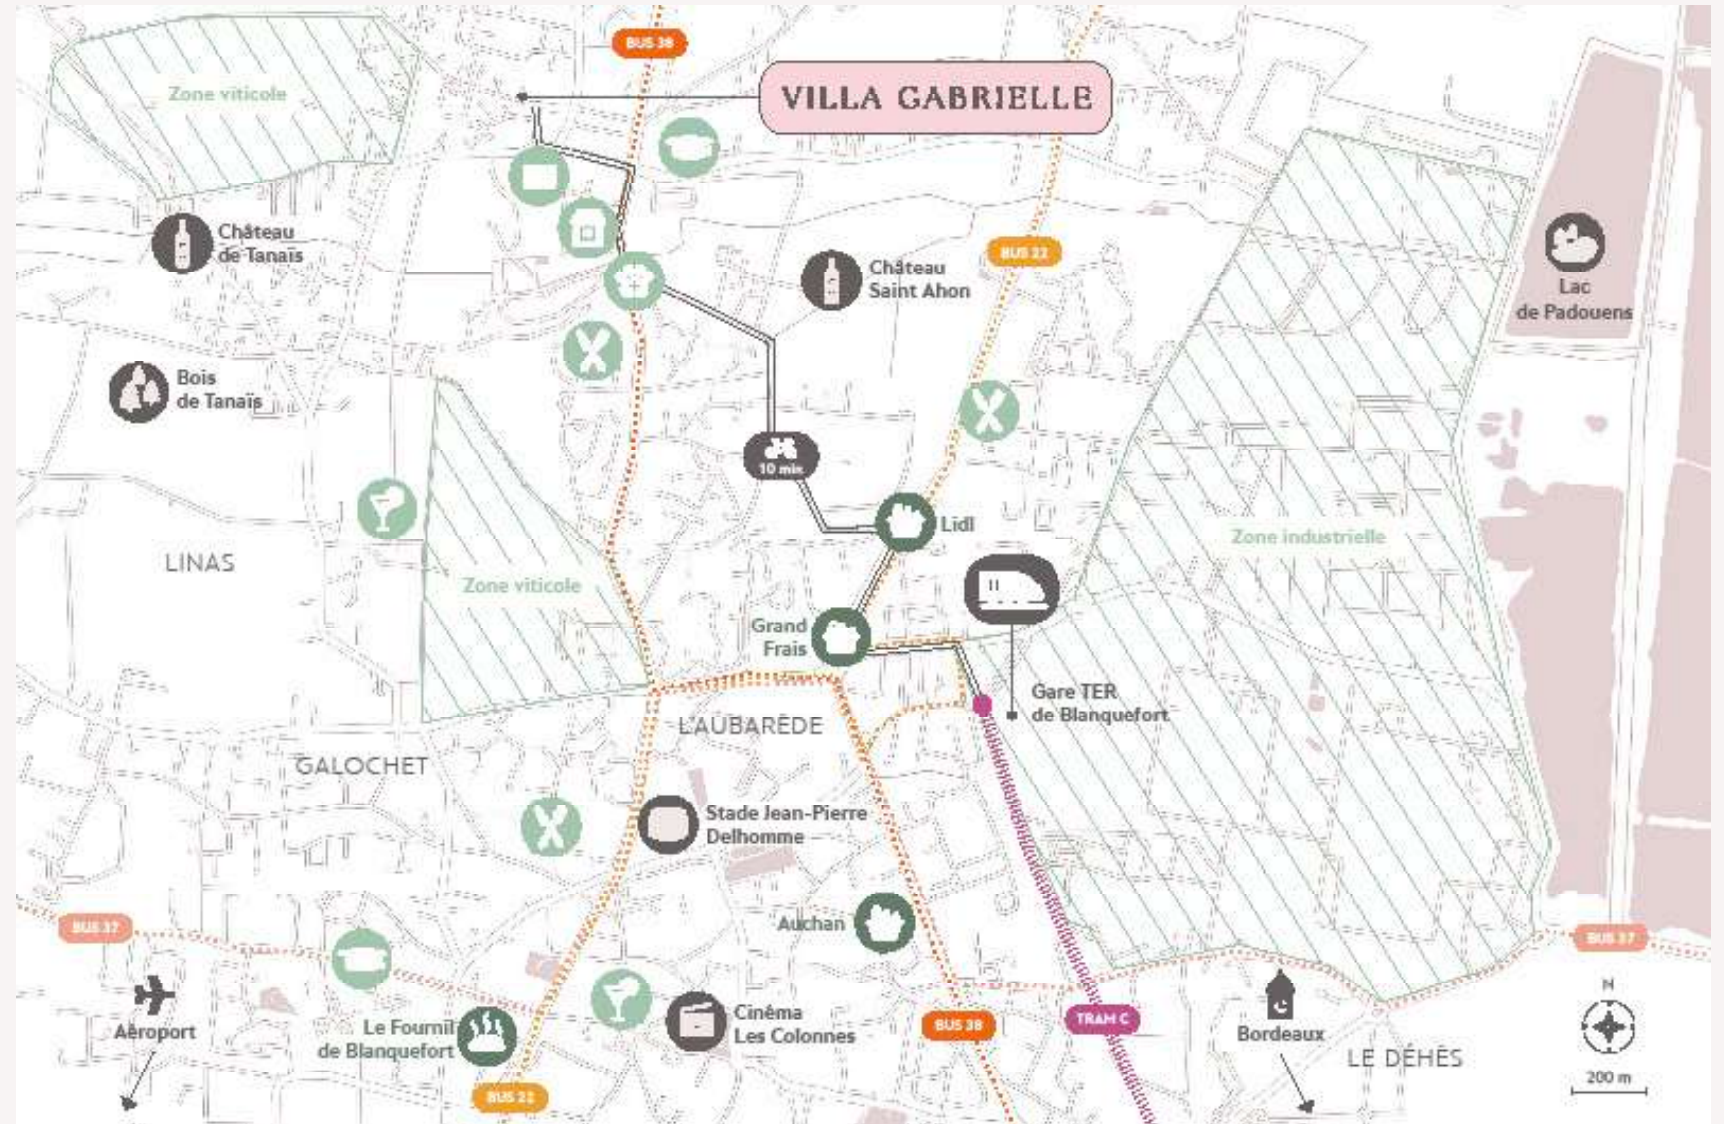 BUS 38
VILLA GABRIELLE
Zone viticole
Château
de Tanaïs
BUS 22
Château
Saint Ahon
Lac
de Padouens
Bois
de Tanaïs
10 min
Lidl
Zone industrielle
LINAS
Zone viticole
Grand
Frais
Gare TER
de Blanquefort
L'AUBARÈDE
GALOCHET
Stade Jean-Pierre
Delhomme
Auchan
BUS 37
BUS 37
Aéroport
Le Fournil
de Blanquefort
Cinéma
Les Colonnes
BUS 38
TRAM C
Bordeaux
LE DÉHÈS
N
200 m
BUS 22